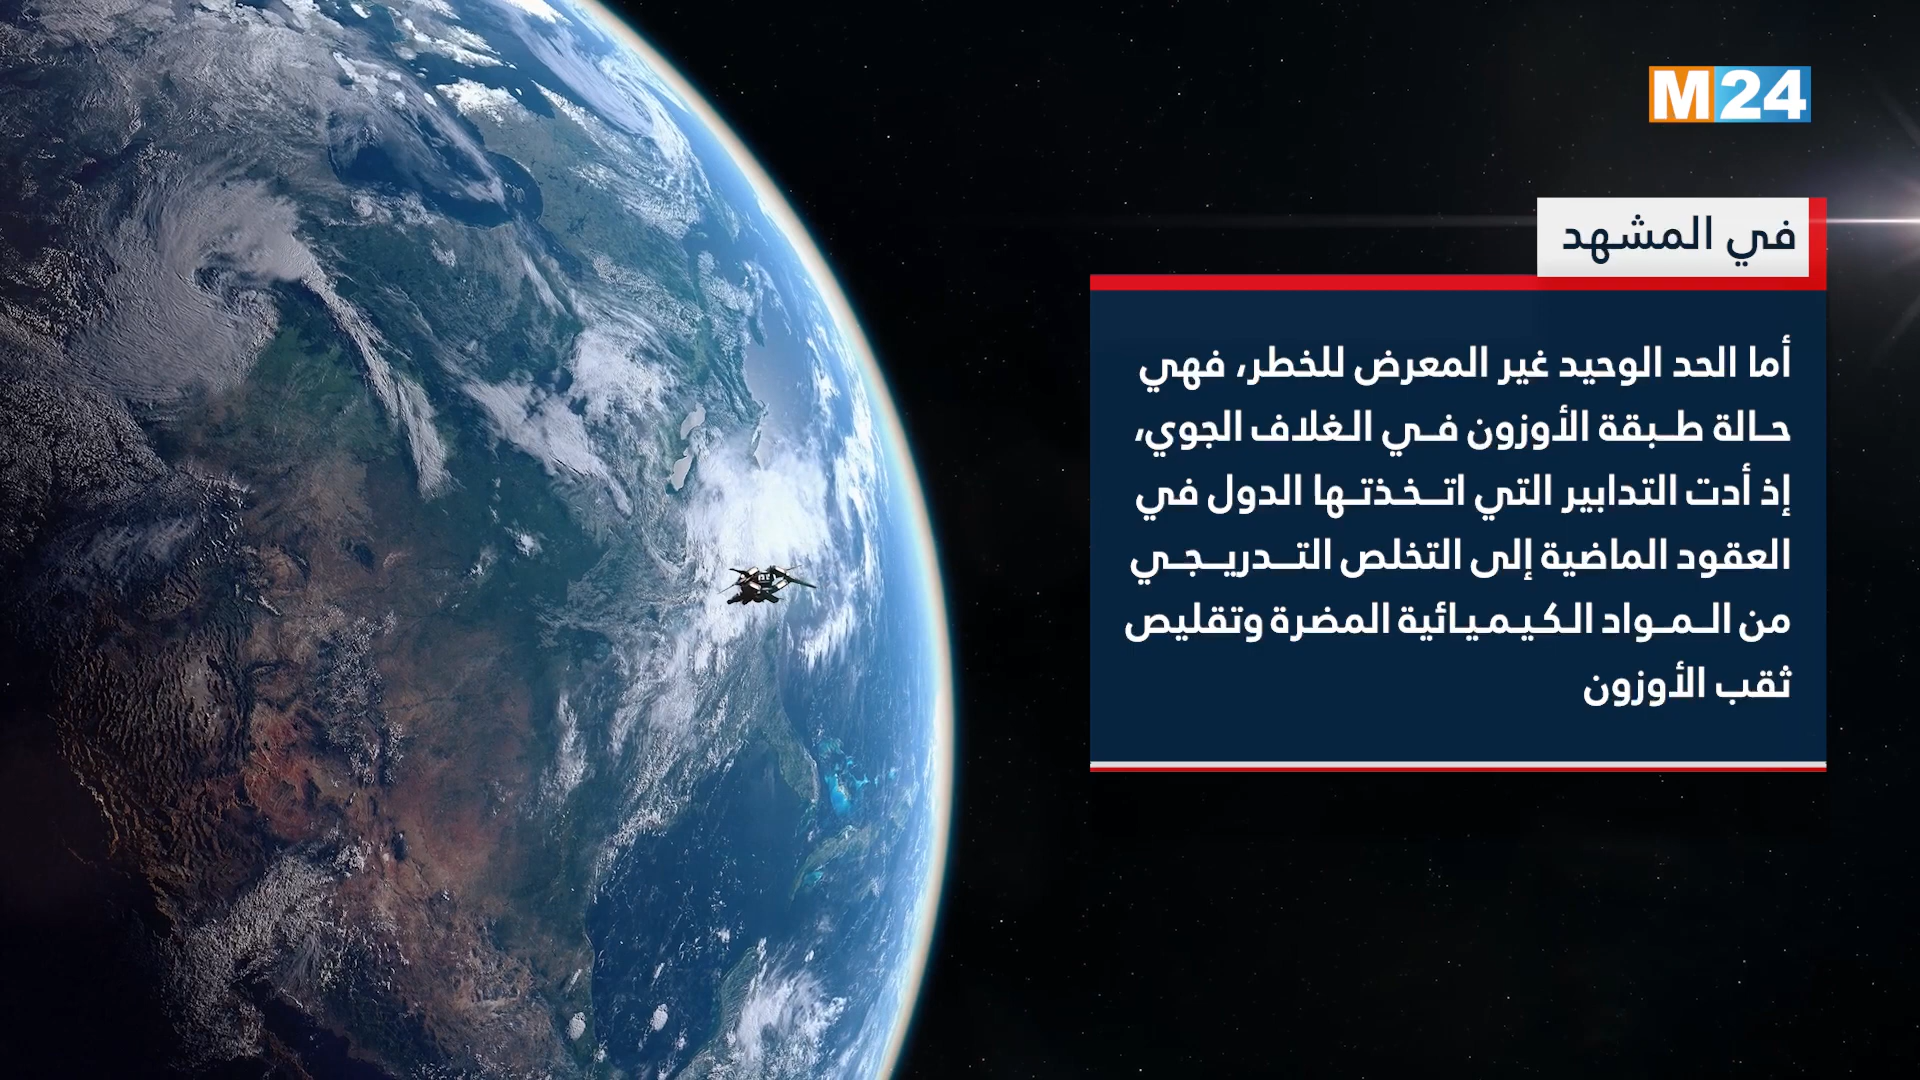 M24
في المشهد
أما الحد الوحيد غير المعرض للخطر، فهي
حالة طبقة الأوزون في الغلاف الجوي،
إذ أدت التدابير التي اتخذتها الدول في
العقود الماضية إلى التخلص التدريجي
من المواد الكيميائية المضرة وتقليص
ثقب الأوزون